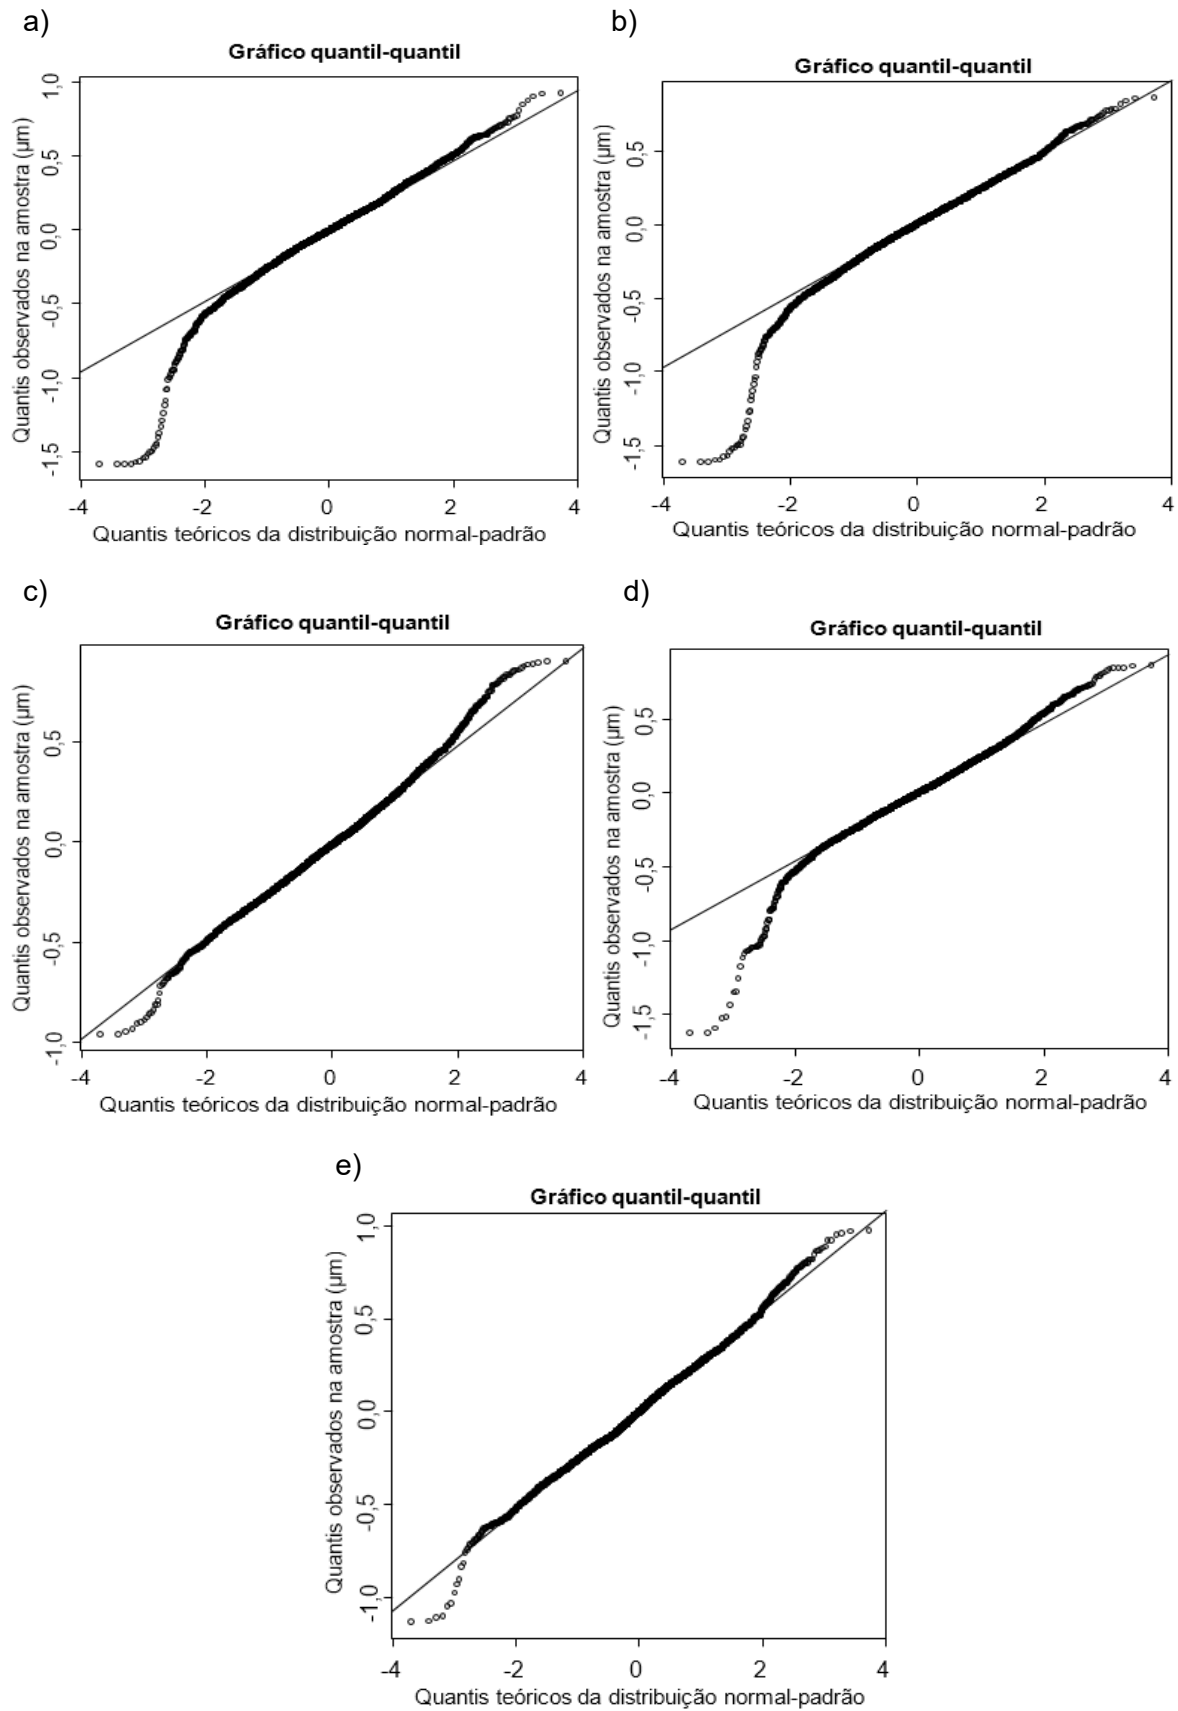 a)
Gráfico quantil-quantil
Quantis observados na amostra (µm)
1,0
0,5
0,0
-0,5
-1,0
-1,5
-4 -2 0 2 4
Quantis teóricos da distribuição normal-padrão
b)
Gráfico quantil-quantil
Quantis observados na amostra (µm)
0,5
0,0
-0,5
-1,0
-1,5
-4 -2 0 2 4
Quantis teóricos da distribuição normal-padrão
c)
Gráfico quantil-quantil
Quantis observados na amostra (µm)
0,5
0,0
-0,5
-1,0
-4 -2 0 2 4
Quantis teóricos da distribuição normal-padrão
d)
Gráfico quantil-quantil
Quantis observados na amostra (µm)
0,5
0,0
-0,5
-1,0
-1,5
-4 -2 0 2 4
Quantis teóricos da distribuição normal-padrão
e)
Gráfico quantil-quantil
Quantis observados na amostra (µm)
1,0
0,5
0,0
-0,5
-1,0
-4 -2 0 2 4
Quantis teóricos da distribuição normal-padrão